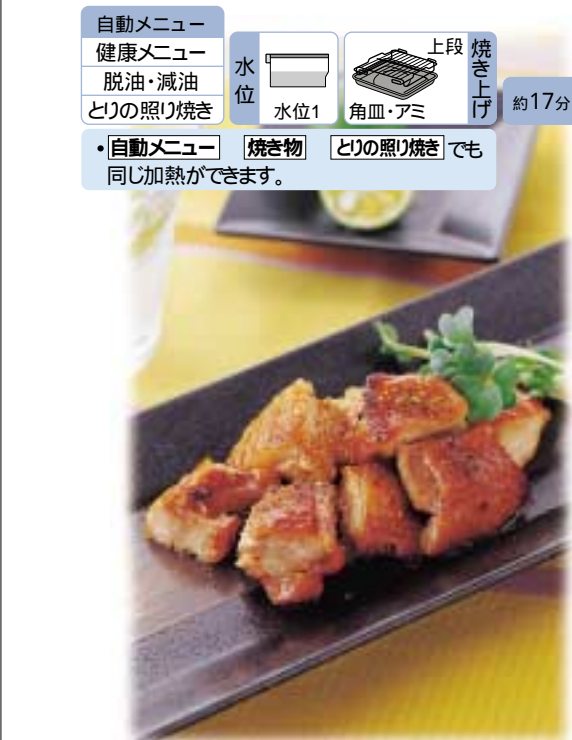 自動メニュー
健康メニュー
脱油・減油
とりの照り焼き
水位
水位1
上段
角皿・アミ
焼き上げ
約17分
・自動メニュー 焼き物 とりの照り焼き でも
同じ加熱ができます。